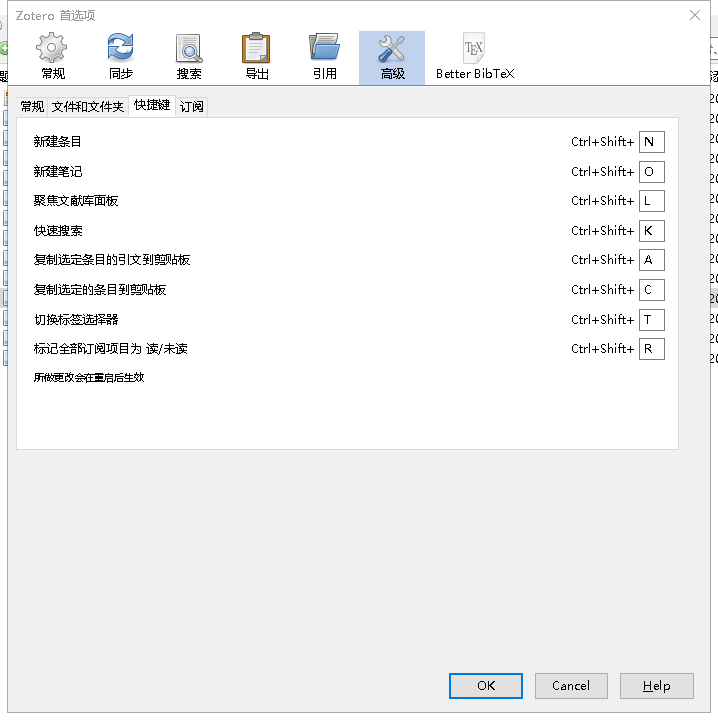 Zotero 首选项
常规 同步 搜索 导出 引用 高级 Better BibTeX
常规 文件和文件夹 快捷键 订阅
新建条目 Ctrl+Shift+ N
新建笔记 Ctrl+Shift+ O
聚焦文献库面板 Ctrl+Shift+ L
快速搜索 Ctrl+Shift+ K
复制选定条目的引文到剪贴板 Ctrl+Shift+ A
复制选定的条目到剪贴板 Ctrl+Shift+ C
切换标签选择器 Ctrl+Shift+ T
标记全部订阅项目为 读/未读 Ctrl+Shift+ R
所做更改会在重启后生效
OK Cancel Help